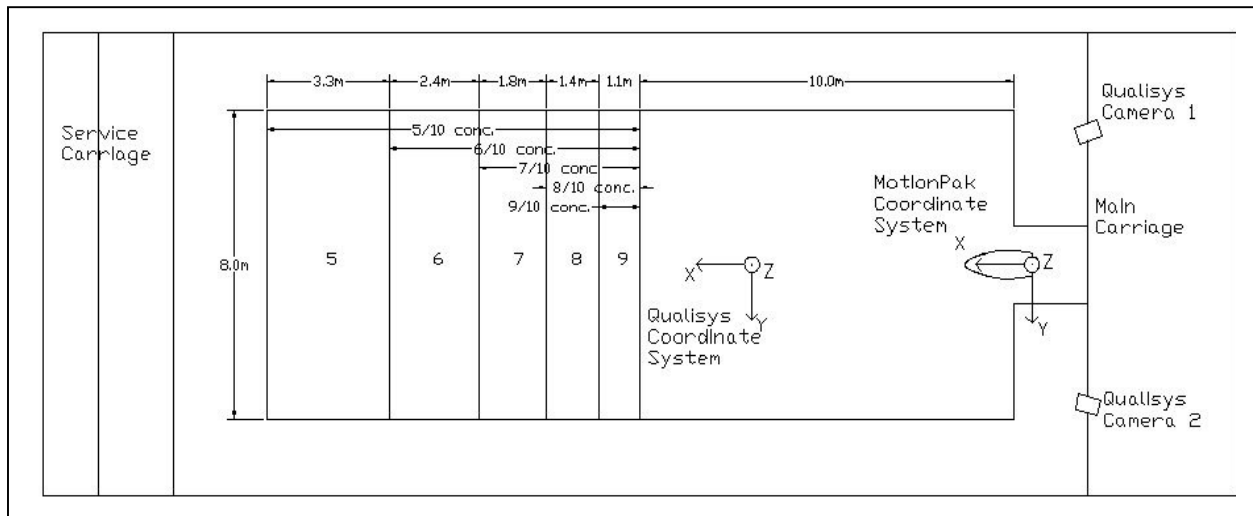 3.3m 2.4m 1.8m 1.4m 1.1m 10.0m
Qualisys
Camera 1
Service
Carriage
5/10 conc.
6/10 conc.
7/10 conc
8/10 conc.
9/10 conc.
MotionPak
Coordinate
System
Main
Carriage
8.0m
5 6 7 8 9
X Z
Y
X Z
Y
Qualisys
Coordinate
System
Qualisys
Camera 2